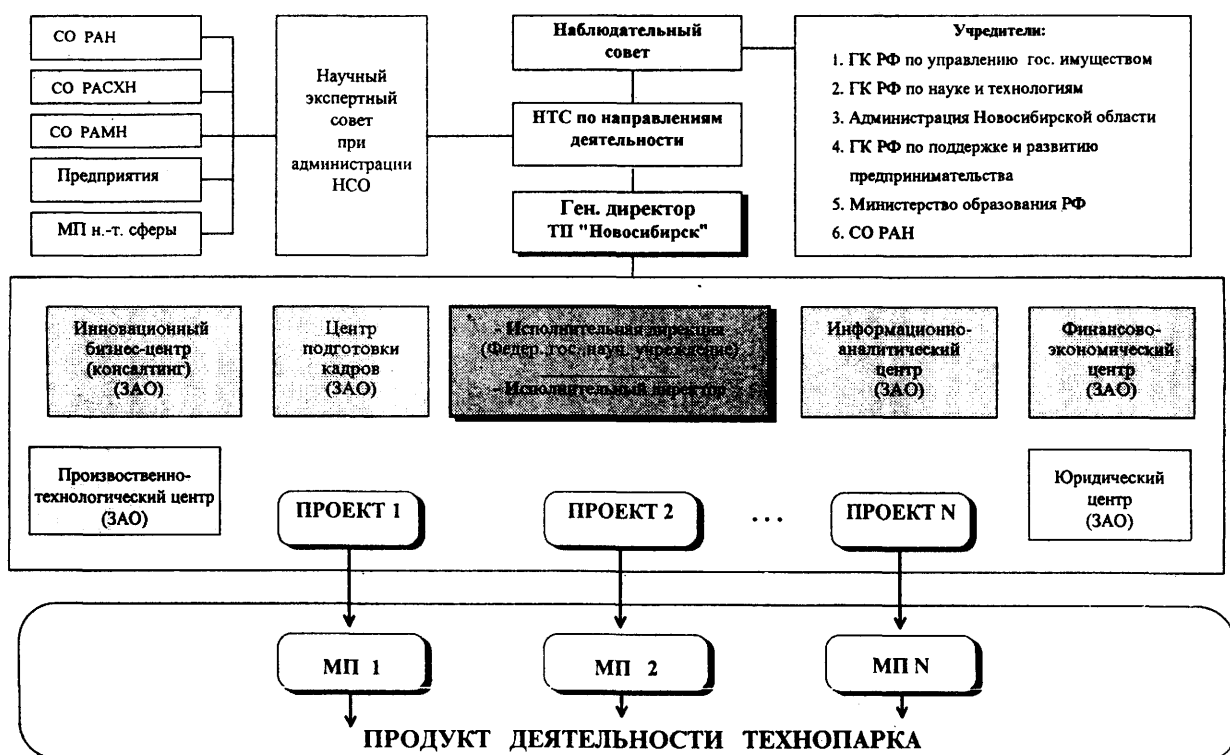 СО РАН
СО РАСХН
СО РАМН
Предприятия
МП н.-т. сферы
Научный
экспертный
совет
при
администрации
НСО
Наблюдательный
совет
НТС по направлениям
деятельности
Ген. директор
ТП "Новосибирск"
Учредители:
1. ГК РФ по управлению гос. имуществом
2. ГК РФ по науке и технологиям
3. Администрация Новосибирской области
4. ГК РФ по поддержке и развитию
предпринимательства
5. Министерство образования РФ
6. СО РАН
Инновационный
бизнес-центр
(консалтинг)
(ЗАО)
Центр
подготовки
кадров
(ЗАО)
- Исполнительная дирекция
(Федер. гос. науч. учреждение)
- Исполнительный директор
Информационно-
аналитический
центр
(ЗАО)
Финансово-
экономический
центр
(ЗАО)
Произвоственно-
технологический центр
(ЗАО)
Юридический
центр
(ЗАО)
ПРОЕКТ 1
ПРОЕКТ 2
...
ПРОЕКТ N
МП 1
МП 2
МП N
ПРОДУКТ ДЕЯТЕЛЬНОСТИ ТЕХНОПАРКА